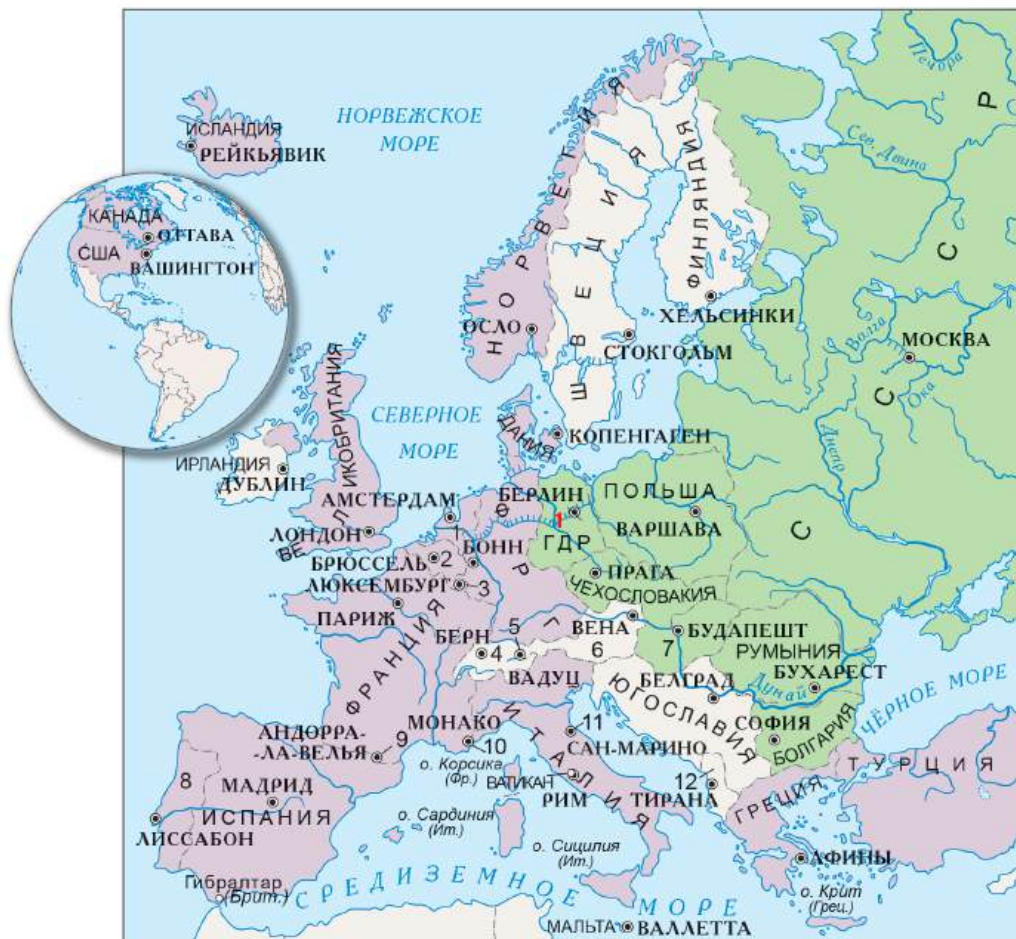 Печора
НОРВЕЖСКОЕ
МОРЕ
ИСЛАНДИЯ
РЕЙКЬЯВИК
Сев. Двина
С С С Р
КАНАДА
ОТТАВА
США
ВАШИНГТОН
НОРВЕГИЯ
ШВЕЦИЯ
ФИНЛЯНДИЯ
ОСЛО
ХЕЛЬСИНКИ
СТОКГОЛЬМ
Волга
МОСКВА
Ока
ВЕЛИКОБРИТАНИЯ
СЕВЕРНОЕ
МОРЕ
ДАНИЯ
КОПЕНГАГЕН
Днепр
ИРЛАНДИЯ
ДУБЛИН
АМСТЕРДАМ
БЕРЛИН
ПОЛЬША
ВАРШАВА
ЛОНДОН
1
ФРГ
1
ГДР
БОНН
БРЮССЕЛЬ
2
ЛЮКСЕМБУРГ
3
ПРАГА
ЧЕХОСЛОВАКИЯ
ПАРИЖ
ФРАНЦИЯ
БЕРН
4
5
ВЕНА
6
БУДАПЕШТ
7
РУМЫНИЯ
БУХАРЕСТ
ВАДУЦ
БЕЛГРАД
Дунай
ЮГОСЛАВИЯ
ЧЁРНОЕ МОРЕ
МОНАКО
10
ИТАЛИЯ
11
САН-МАРИНО
СОФИЯ
БОЛГАРИЯ
АНДОРРА-
-ЛА-ВЕЛЬЯ
9
о. Корсика
(Фр.)
ВАТИКАН
РИМ
12
ТИРАНА
ГРЕЦИЯ
ТУРЦИЯ
8
МАДРИД
ИСПАНИЯ
ЛИССАБОН
о. Сардиния
(Ит.)
о. Сицилия
(Ит.)
АФИНЫ
Гибралтар
(Брит.)
СРЕДИЗЕМНОЕ МОРЕ
о. Крит
(Грец.)
МАЛЬТА
ВАЛЛЕТТА